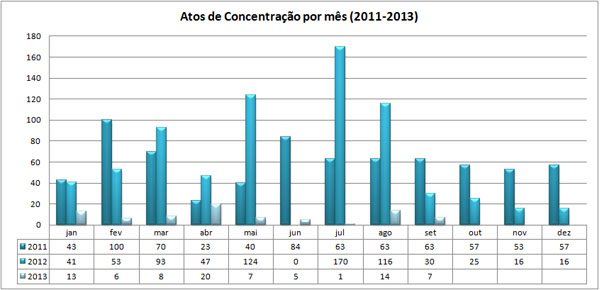 Atos de Concentração por mês (2011-2013)
180
160
140
120
100
80
60
40
20
0
jan fev mar abr mai jun jul ago set out nov dez
2011 43 100 70 23 40 84 63 63 63 57 53 57
2012 41 53 93 47 124 0 170 116 30 25 16 16
2013 13 6 8 20 7 5 1 14 7